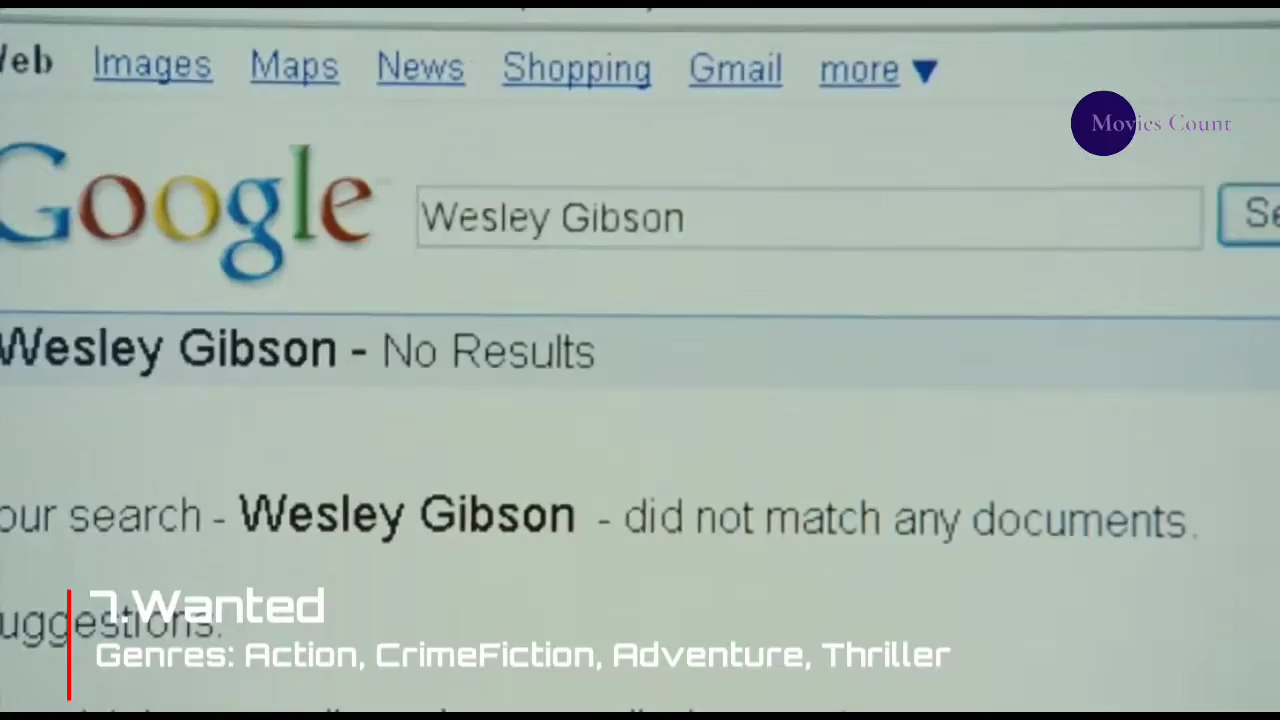 Web Images Maps News Shopping Gmail more
Movies Count
Google Wesley Gibson Se
Wesley Gibson - No Results
our search - Wesley Gibson - did not match any documents.
uggestions:
7.Wanted
Genres: Action, CrimeFiction, Adventure, Thriller